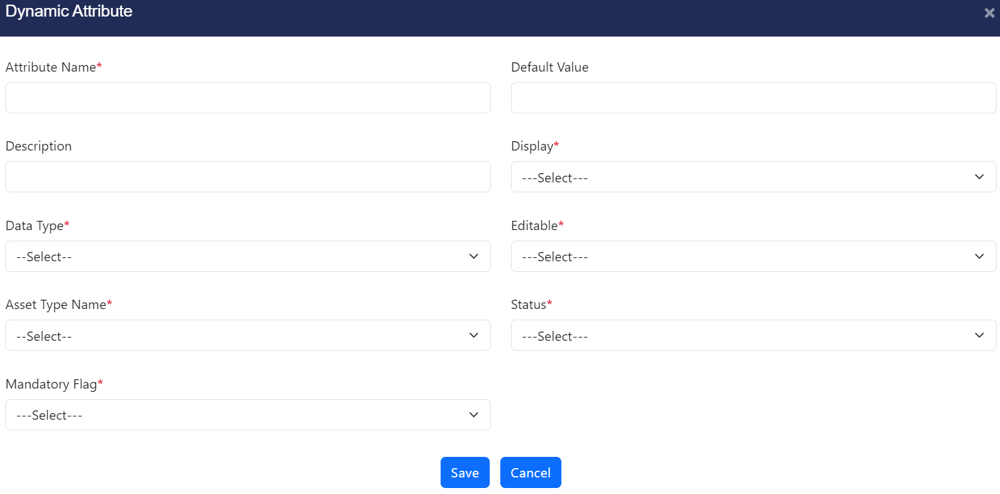 Dynamic Attribute
Attribute Name*
Default Value
Description
Display*
---Select---
Data Type*
--Select--
Editable*
---Select---
Asset Type Name*
--Select--
Status*
---Select---
Mandatory Flag*
---Select---
Save
Cancel